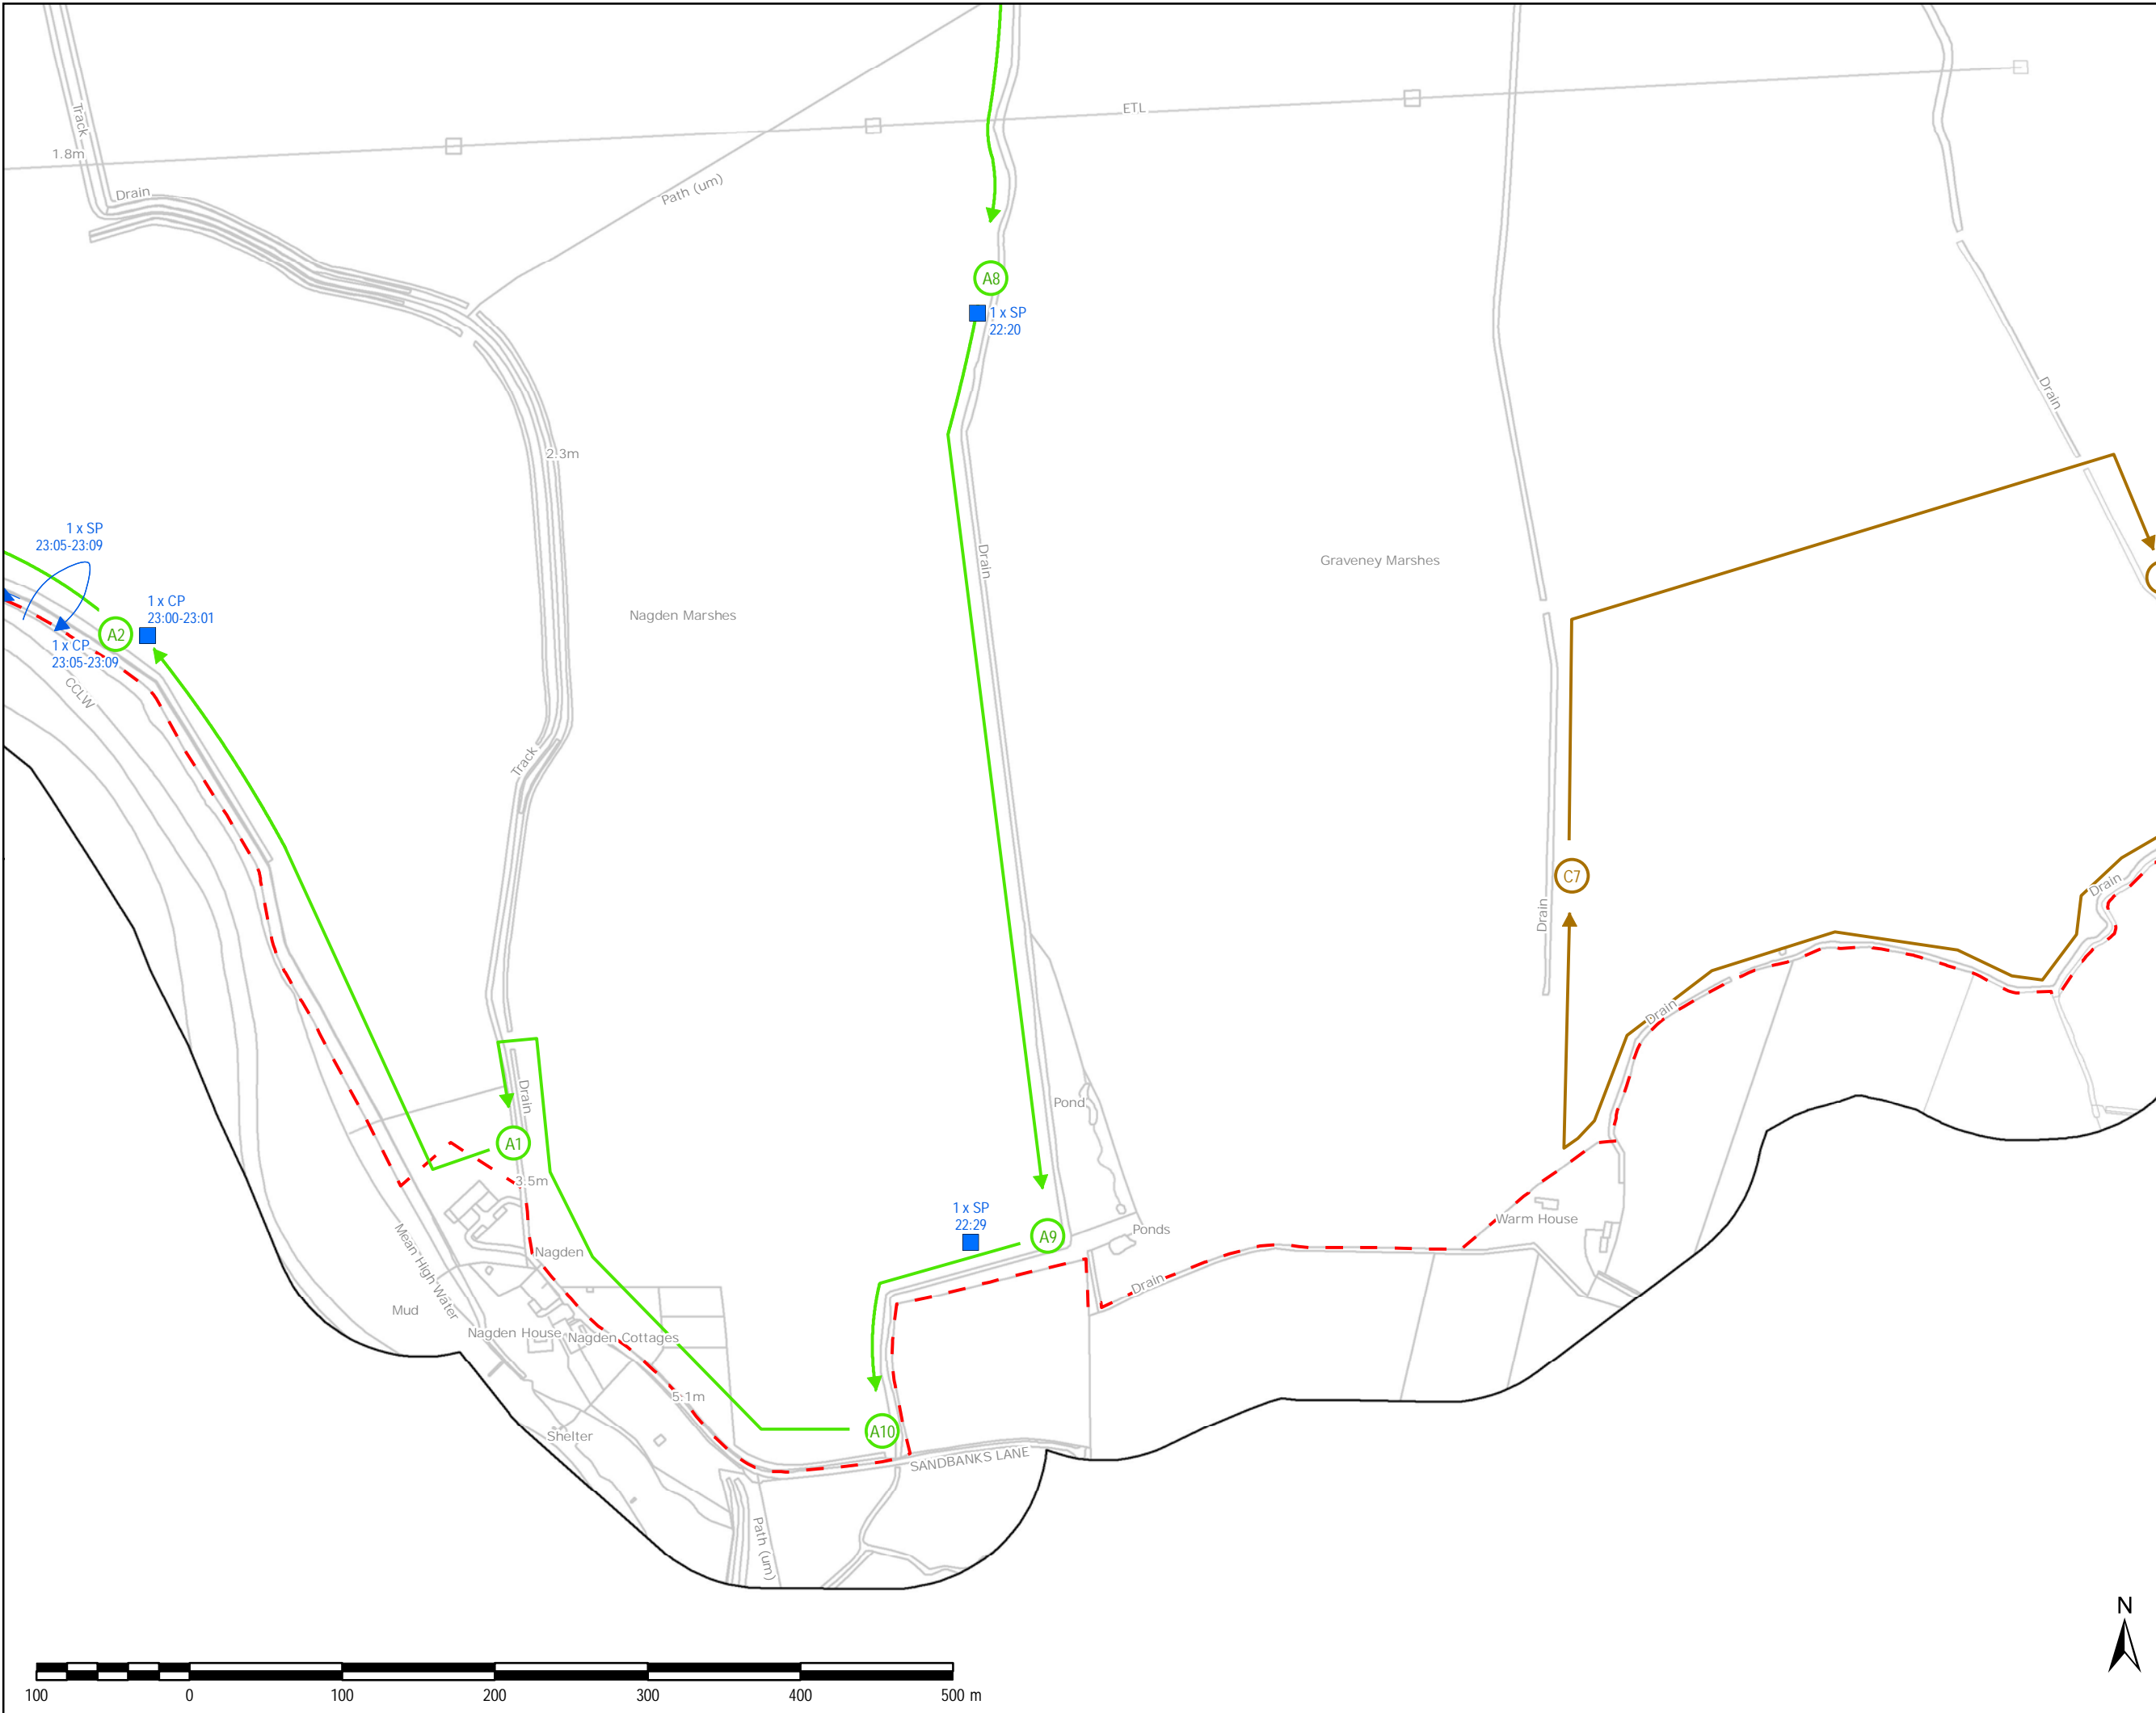 ETL
Track
1.8m
Drain
Path (um)
A8
1 x SP
22:20
Drain
2.3m
1 x SP
23:05-23:09
Drain
Graveney Marshes
1 x CP
23:00-23:01
Nagden Marshes
A2
1 x CP
23:05-23:09
CCLW
Track
C7
Drain
Drain
Drain
Drain
Pond
A1
3.5m
1 x SP
22:29
A9
Ponds
Warm House
Mean High Water
Nagden
Drain
Mud
Nagden House
Nagden Cottages
5.1m
A10
Shelter
SANDBANKS LANE
Path (um)
N
100 0 100 200 300 400 500 m